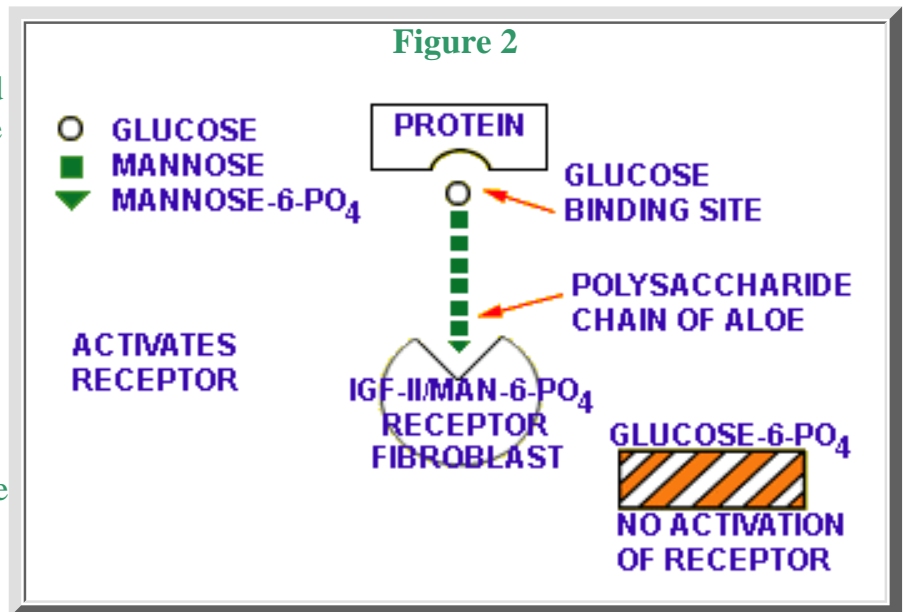 Figure 2
GLUCOSE
MANNOSE
MANNOSE-6-PO4
PROTEIN
GLUCOSE
BINDING SITE
POLYSACCHARIDE
CHAIN OF ALOE
ACTIVATES
RECEPTOR
IGF-II/MAN-6-PO4
RECEPTOR
FIBROBLAST
GLUCOSE-6-PO4
NO ACTIVATION
OF RECEPTOR